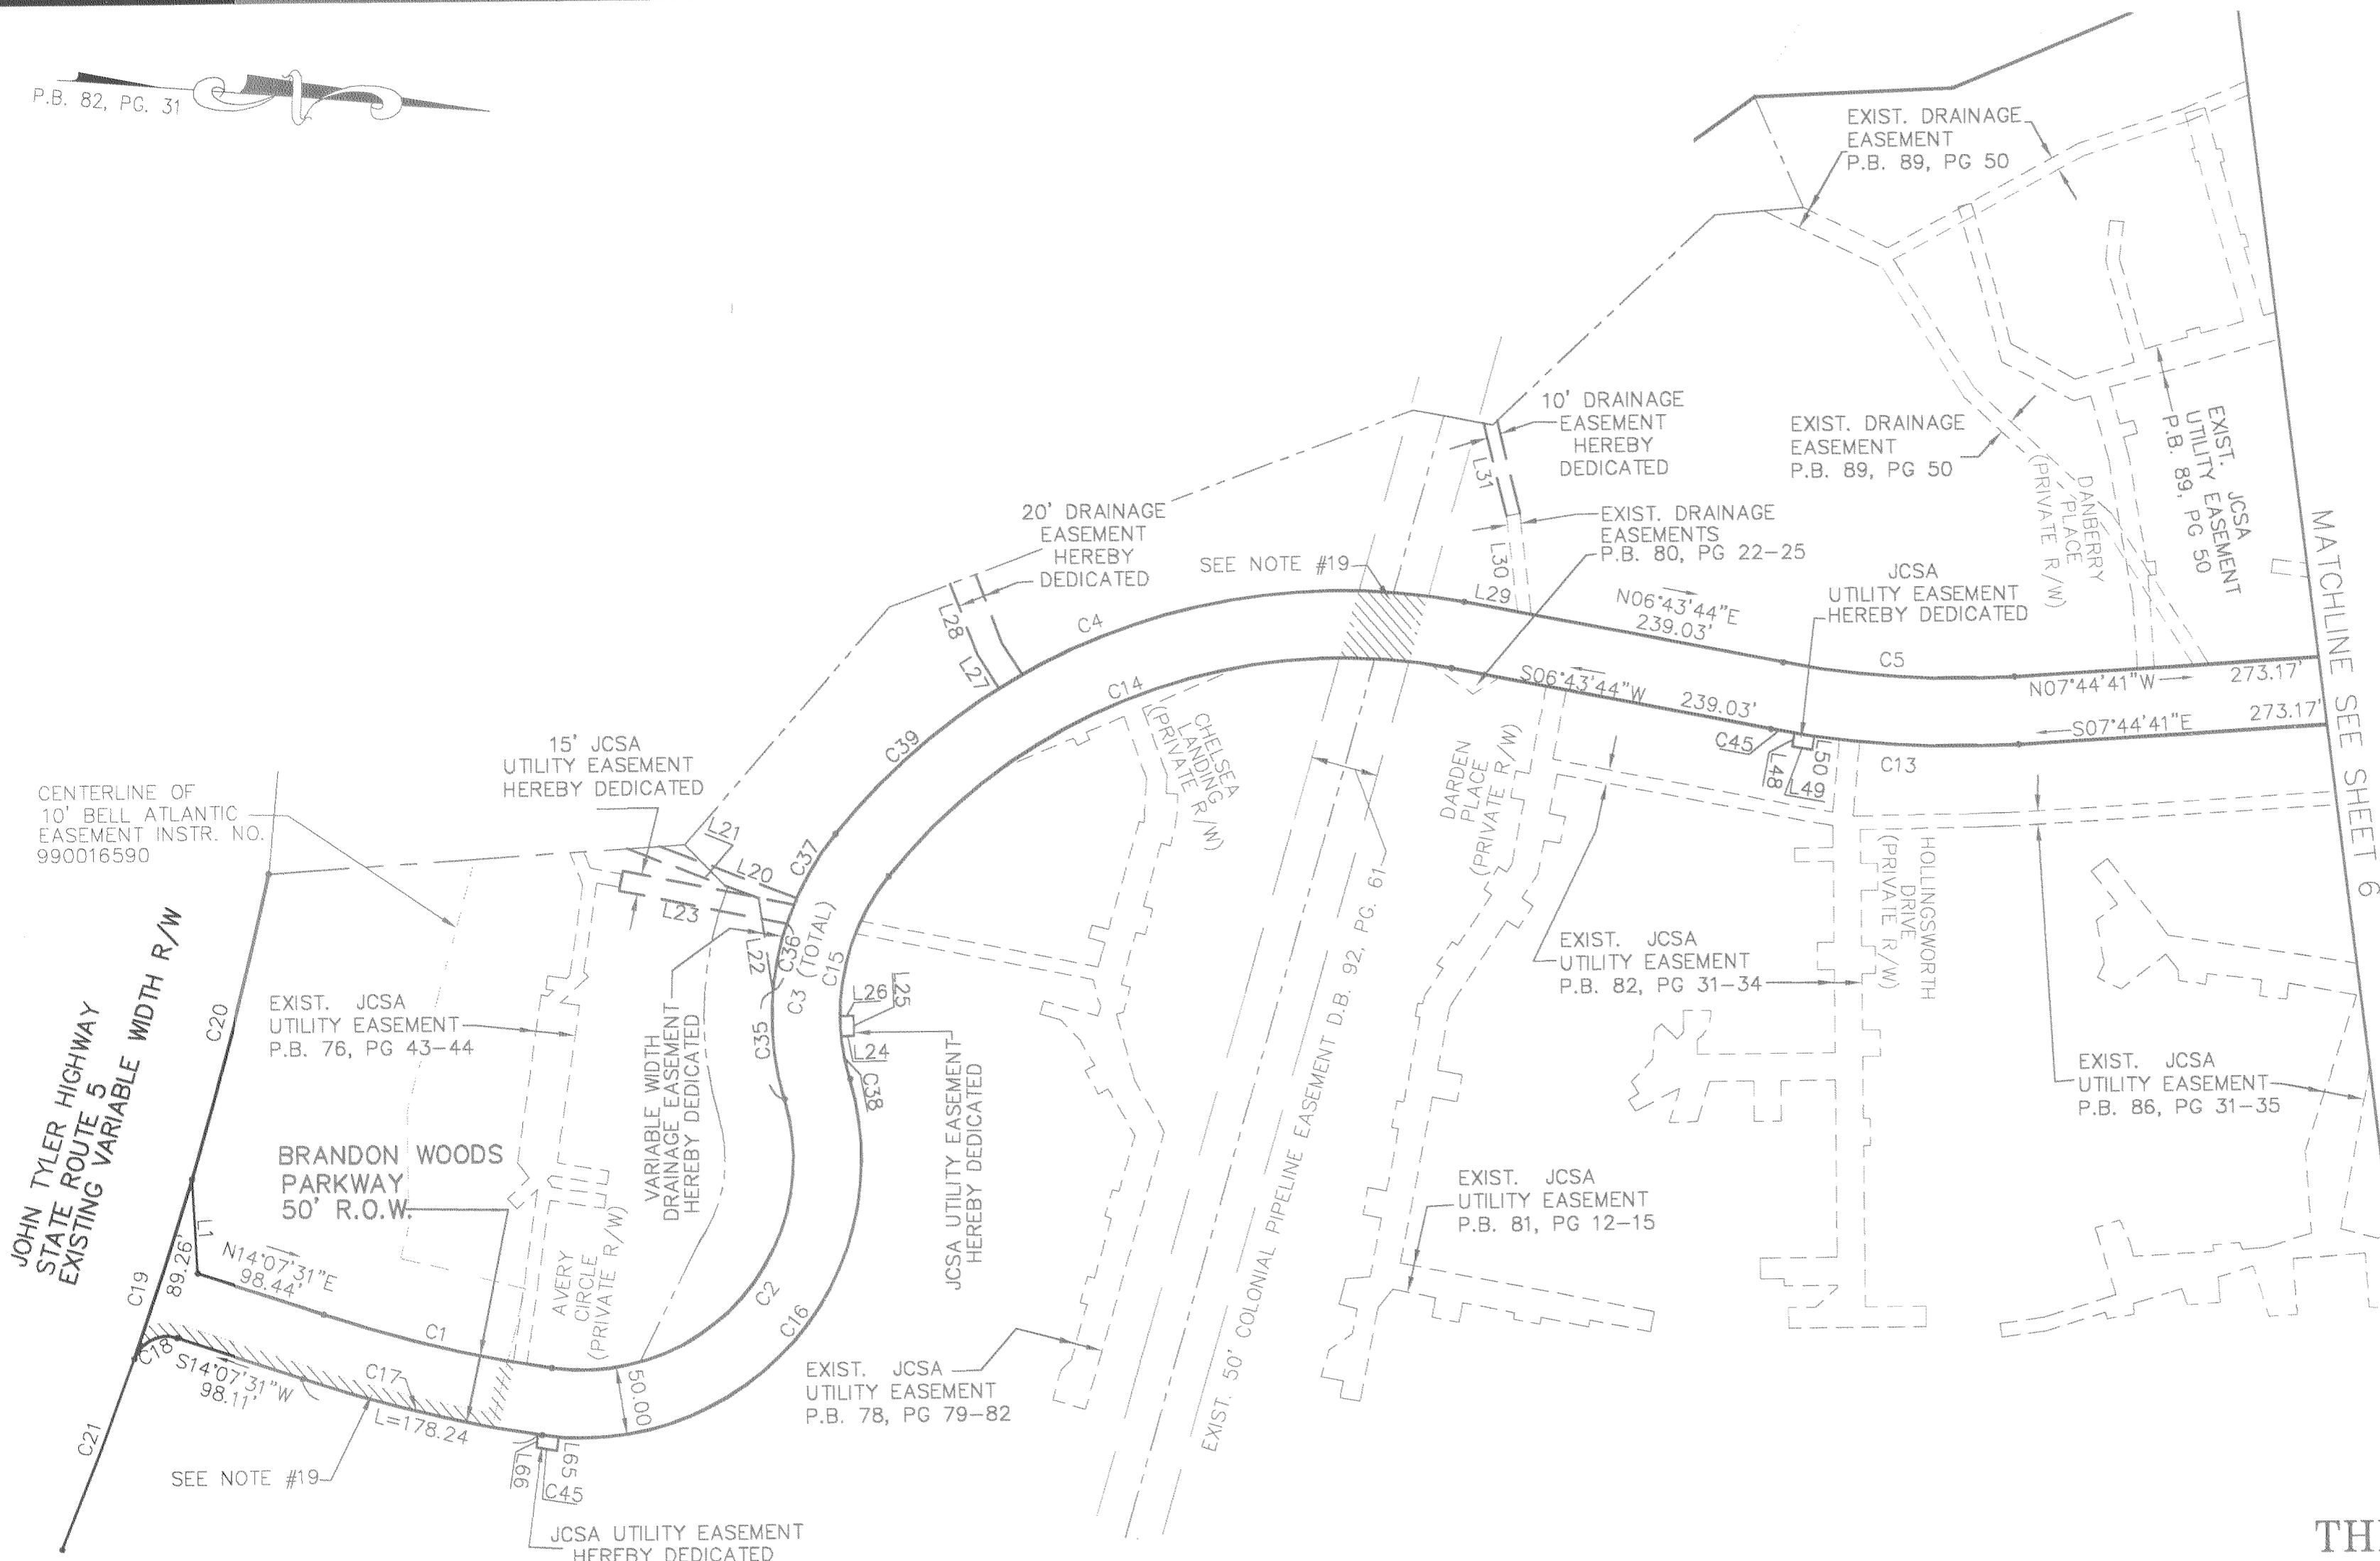 P.B. 82, PG. 31
EXIST. DRAINAGE
EASEMENT
P.B. 89, PG 50
10' DRAINAGE
EASEMENT
HEREBY
DEDICATED
EXIST. DRAINAGE
EASEMENT
P.B. 89, PG 50
EXIST. JCSA
UTILITY EASEMENT
P.B. 89, PG 50
DANBERRY
PLACE
(PRIVATE R/W)
MATCHLINE SEE SHEET 6
20' DRAINAGE
EASEMENT
HEREBY
DEDICATED
L31
EXIST. DRAINAGE
EASEMENTS
P.B. 80, PG 22-25
L30
SEE NOTE #19
L29
N06°43'44"E
239.03'
JCSA
UTILITY EASEMENT
HEREBY DEDICATED
C4
L28
L27
C5
N07°44'41"W
273.17'
S06°43'44"W
239.03'
S07°44'41"E
273.17'
C14
C45
L48
L50
L49
C13
C39
CHELSEA
LANDING
(PRIVATE R/W)
DARDEN
PLACE
(PRIVATE R/W)
15' JCSA
UTILITY EASEMENT
HEREBY DEDICATED
CENTERLINE OF
10' BELL ATLANTIC
EASEMENT INSTR. NO.
990016590
L21
L20
C37
L23
L22
C36
C3
(TOTAL)
C15
C35
L26
L25
L24
C38
HOLLINGSWORTH
DRIVE
(PRIVATE R/W)
EXIST. JCSA
UTILITY EASEMENT
P.B. 82, PG 31-34
EXIST. JCSA
UTILITY EASEMENT
P.B. 86, PG 31-35
EXIST. 50' COLONIAL PIPELINE EASEMENT D.B. 92, PG. 61
JOHN TYLER HIGHWAY
STATE ROUTE 5
EXISTING VARIABLE WIDTH R/W
C20
EXIST. JCSA
UTILITY EASEMENT
P.B. 76, PG 43-44
VARIABLE WIDTH
DRAINAGE EASEMENT
HEREBY DEDICATED
JCSA UTILITY EASEMENT
HEREBY DEDICATED
BRANDON WOODS
PARKWAY
50' R.O.W.
EXIST. JCSA
UTILITY EASEMENT
P.B. 81, PG 12-15
L1
C19
89.26'
N14°07'31"E
98.44'
AVERY
CIRCLE
(PRIVATE R/W)
C1
C2
C16
C18
S14°07'31"W
98.11'
C17
L=178.24
50.00
EXIST. JCSA
UTILITY EASEMENT
P.B. 78, PG 79-82
C21
SEE NOTE #19
L66
L65
C45
JCSA UTILITY EASEMENT
HEREBY DEDICATED